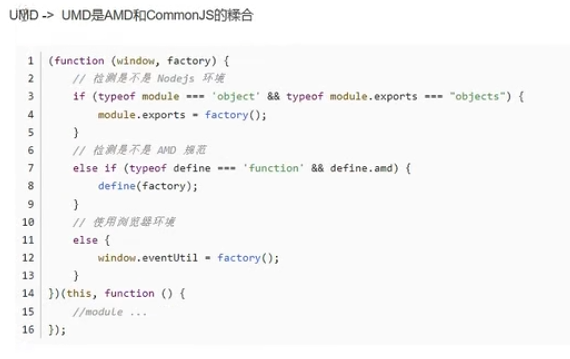 UMD -> UMD是AMD和CommonJS的糅合
1 (function (window, factory) {
2     // 检测是不是 Nodejs 环境
3     if (typeof module === 'object' && typeof module.exports === "objects") {
4         module.exports = factory();
5     }
6     // 检测是不是 AMD 规范
7     else if (typeof define === 'function' && define.amd) {
8         define(factory);
9     }
10     // 使用浏览器环境
11     else {
12         window.eventUtil = factory();
13     }
14 })(this, function () {
15     //module ...
16 });